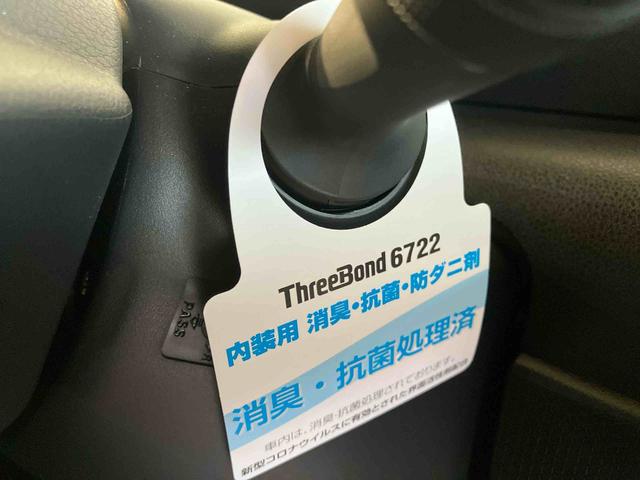 ThreeBond 6722
内装用 消臭・抗菌・防ダニ剤
消臭・抗菌処理済
車内は、消臭・抗菌処理されております。
新型コロナウイルスに有効とされた界面活性剤配合
PASS